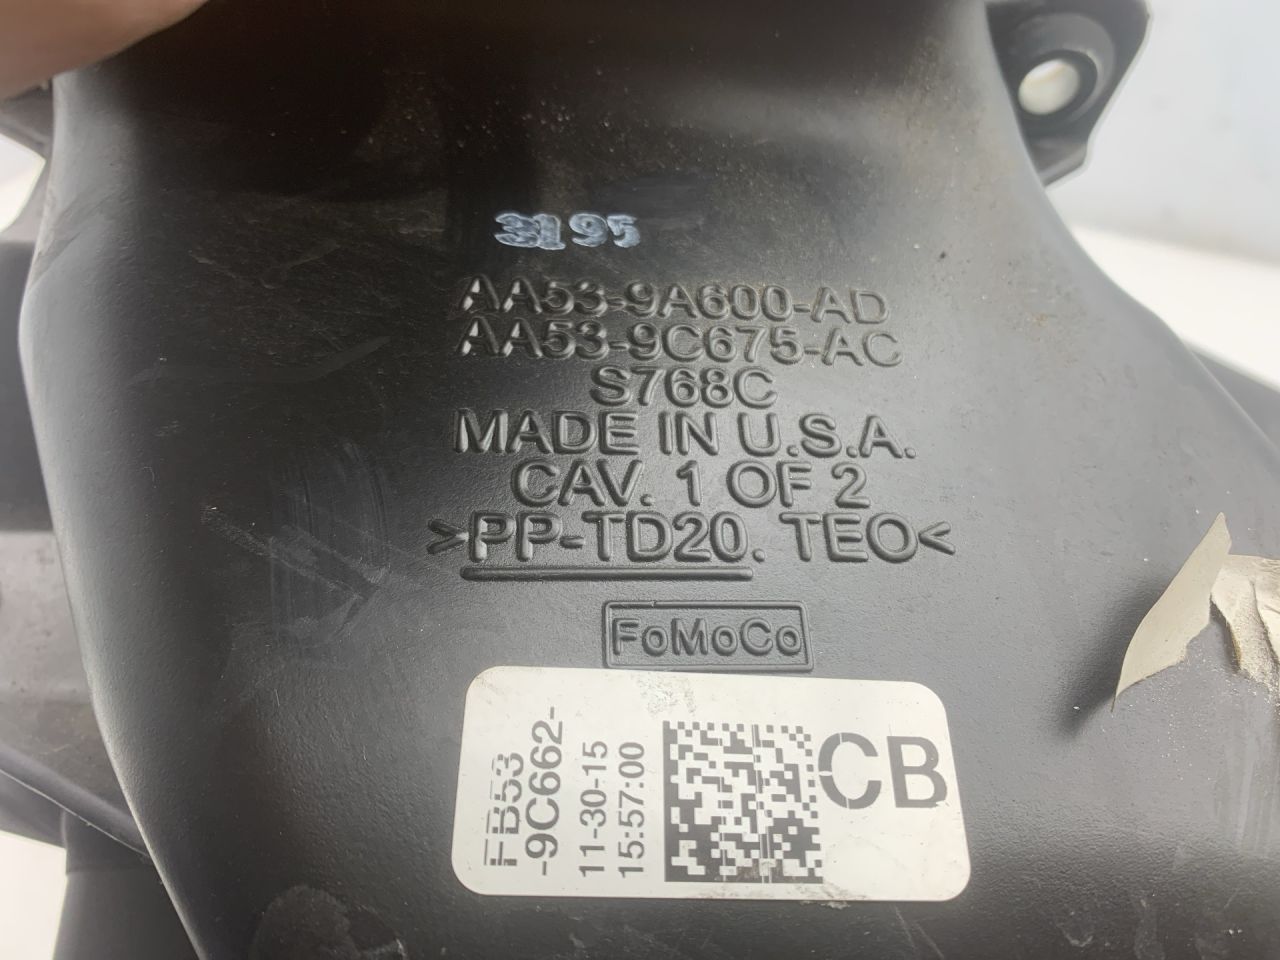 3195
AA53-9A600-AD
AA53-9C675-AC
S768C
MADE IN U.S.A.
CAV. 1 OF 2
>PP-TD20. TEO<
FoMoCo
FB53
-9C662-
11-30-15
15:57:00
CB